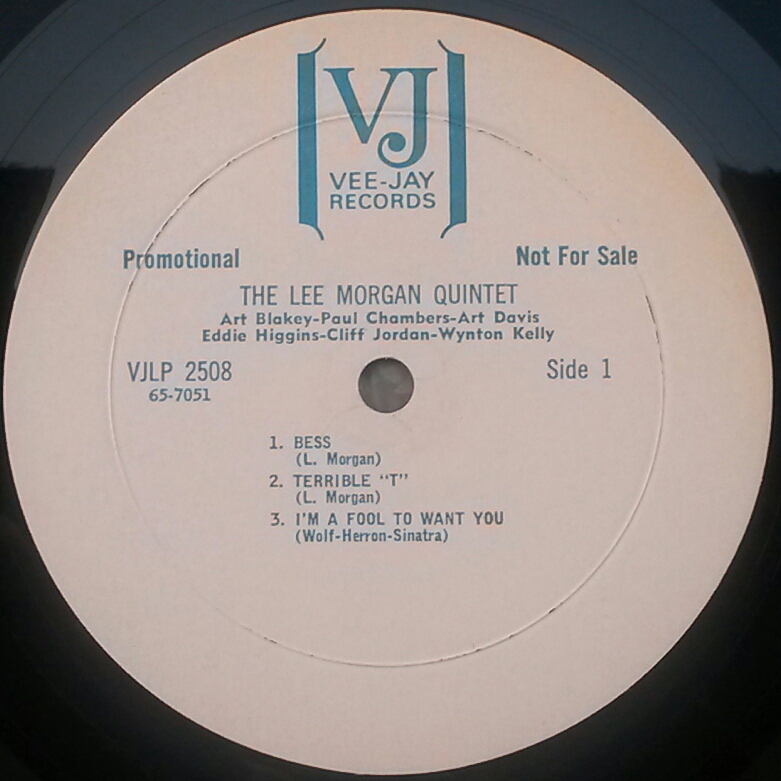 VJ
VEE-JAY
RECORDS
Promotional Not For Sale
THE LEE MORGAN QUINTET
Art Blakey-Paul Chambers-Art Davis
Eddie Higgins-Cliff Jordan-Wynton Kelly
VJLP 2508 Side 1
65-7051
1. BESS
(L. Morgan)
2. TERRIBLE "T"
(L. Morgan)
3. I'M A FOOL TO WANT YOU
(Wolf-Herron-Sinatra)